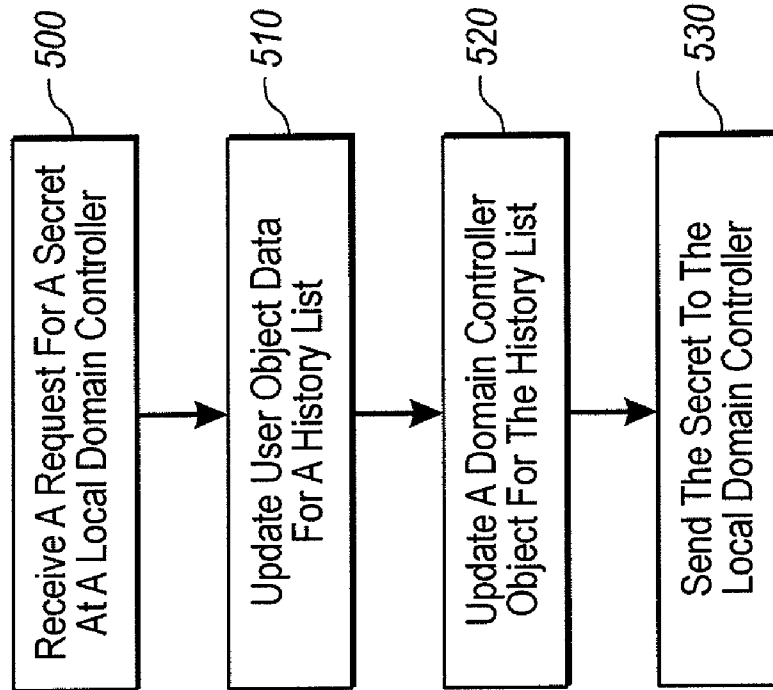 Receive A Request For A Secret
At A Local Domain Controller
500
Update User Object Data
For A History List
510
Update A Domain Controller
Object For The History List
520
Send The Secret To The
Local Domain Controller
530